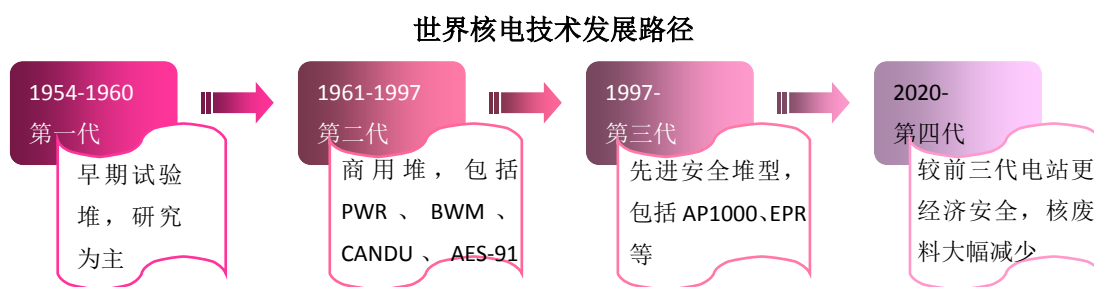 世界核电技术发展路径
1954-1960
第一代
早期试验
堆，研究
为主
1961-1997
第二代
商用堆，包括
PWR 、 BWM 、
CANDU 、 AES-91
1997-
第三代
先进安全堆型，
包括 AP1000、EPR
等
2020-
第四代
较前三代电站更
经济安全，核废
料大幅减少